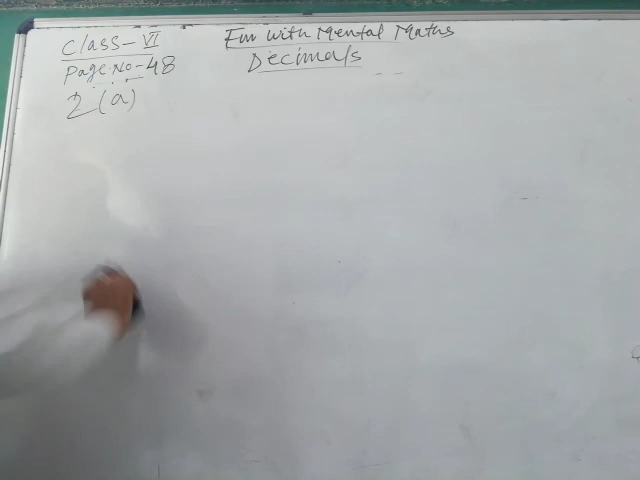 Class-VI
Fun with Mental Maths
Page.No-48
Decimals
2(a)